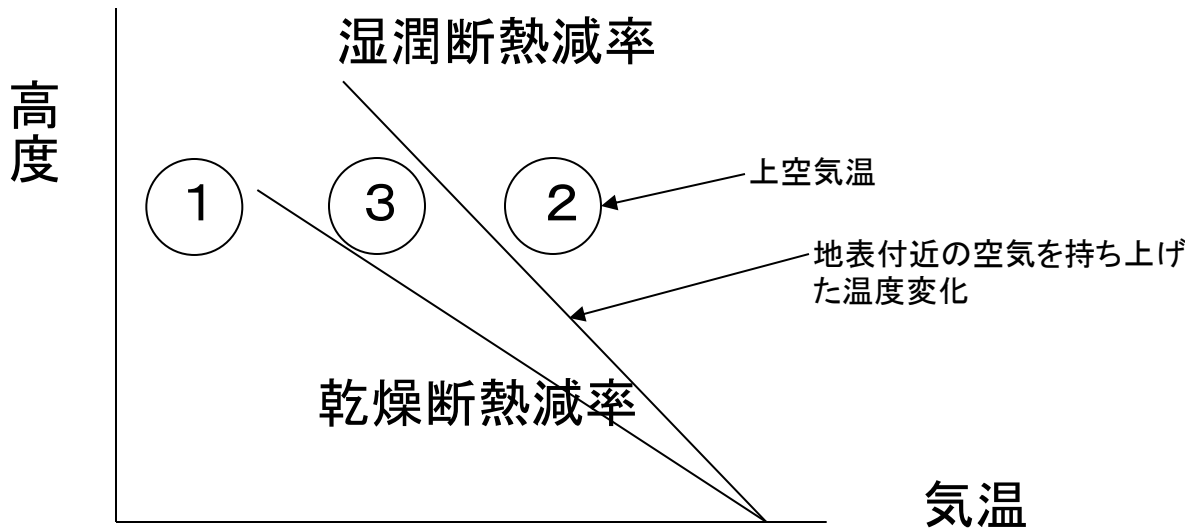 湿潤断熱減率
高度
1
3
2
上空気温
地表付近の空気を持ち上げ
た温度変化
乾燥断熱減率
気温